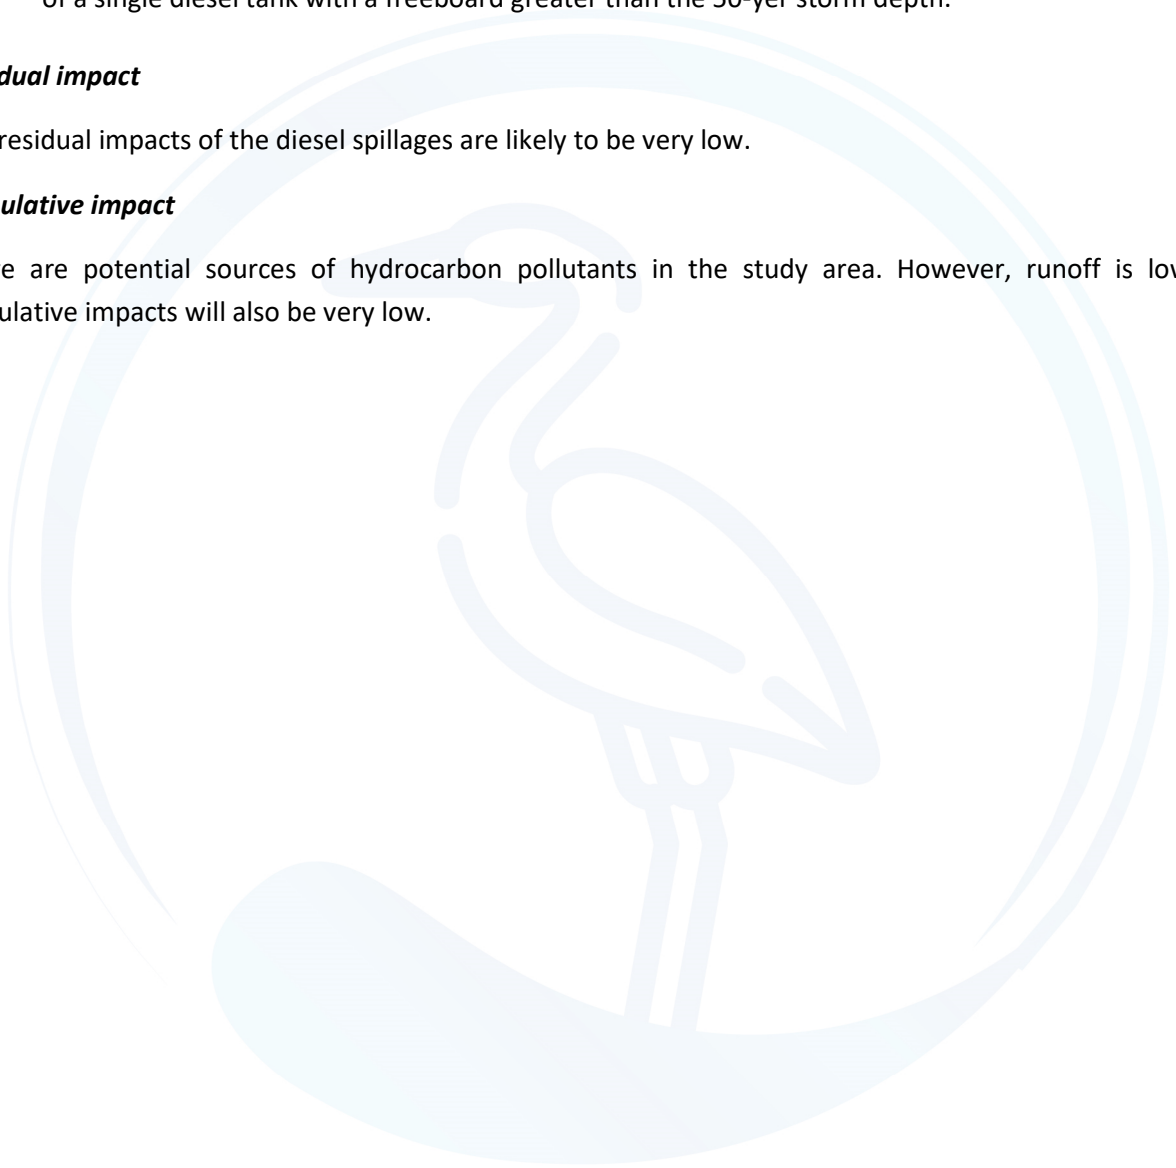 of a single diesel tank with a freeboard greater than the 50-yer storm depth.
dual impact
residual impacts of the diesel spillages are likely to be very low.
ulative impact
e are potential sources of hydrocarbon pollutants in the study area. However, runoff is low
ulative impacts will also be very low.